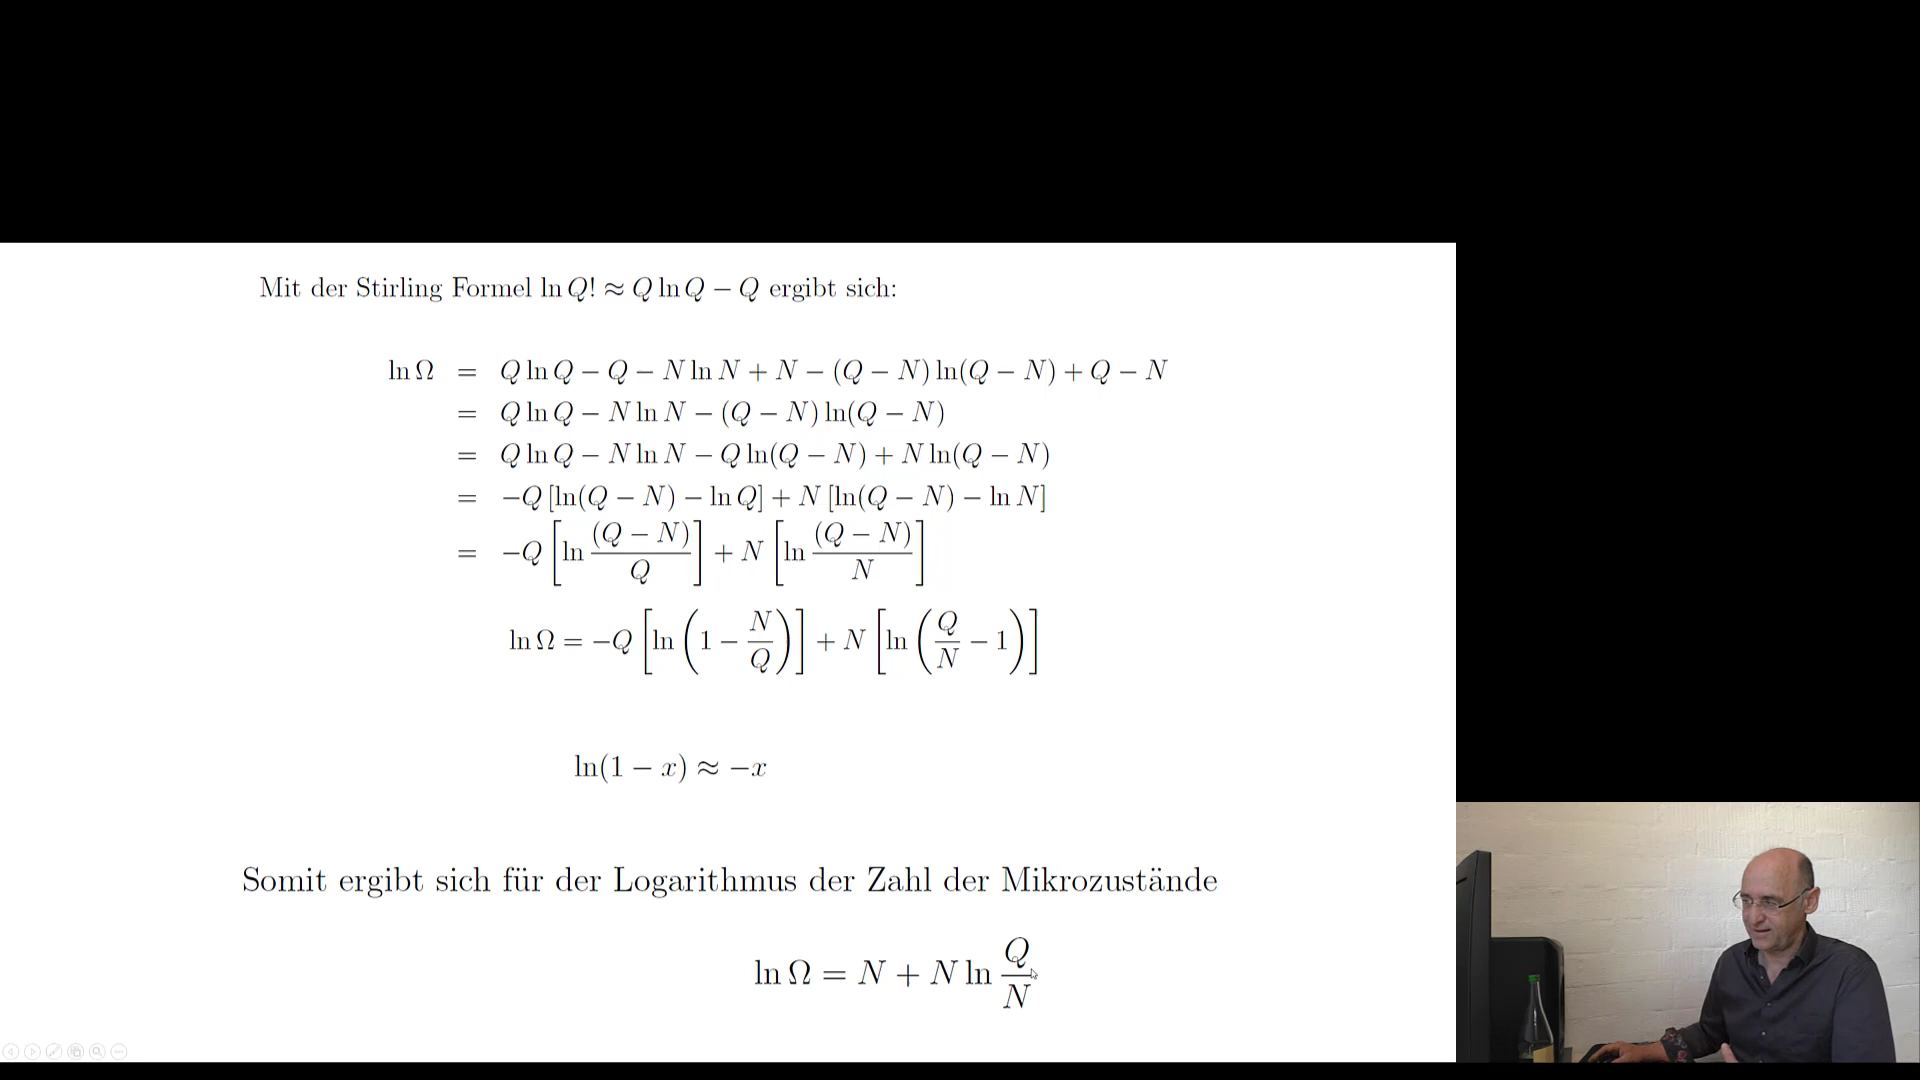 Mit der Stirling Formel ln Q! ≈ Q ln Q − Q ergibt sich:
ln Ω = Q ln Q − Q − N ln N + N − (Q − N) ln(Q − N) + Q − N
= Q ln Q − N ln N − (Q − N) ln(Q − N)
= Q ln Q − N ln N − Q ln(Q − N) + N ln(Q − N)
= −Q [ln(Q − N) − ln Q] + N [ln(Q − N) − ln N]
= −Q [ln (Q − N)/Q] + N [ln (Q − N)/N]
ln Ω = −Q [ln (1 − N/Q)] + N [ln (Q/N − 1)]
ln(1 − x) ≈ −x
Somit ergibt sich für der Logarithmus der Zahl der Mikrozustände
ln Ω = N + N ln Q/N